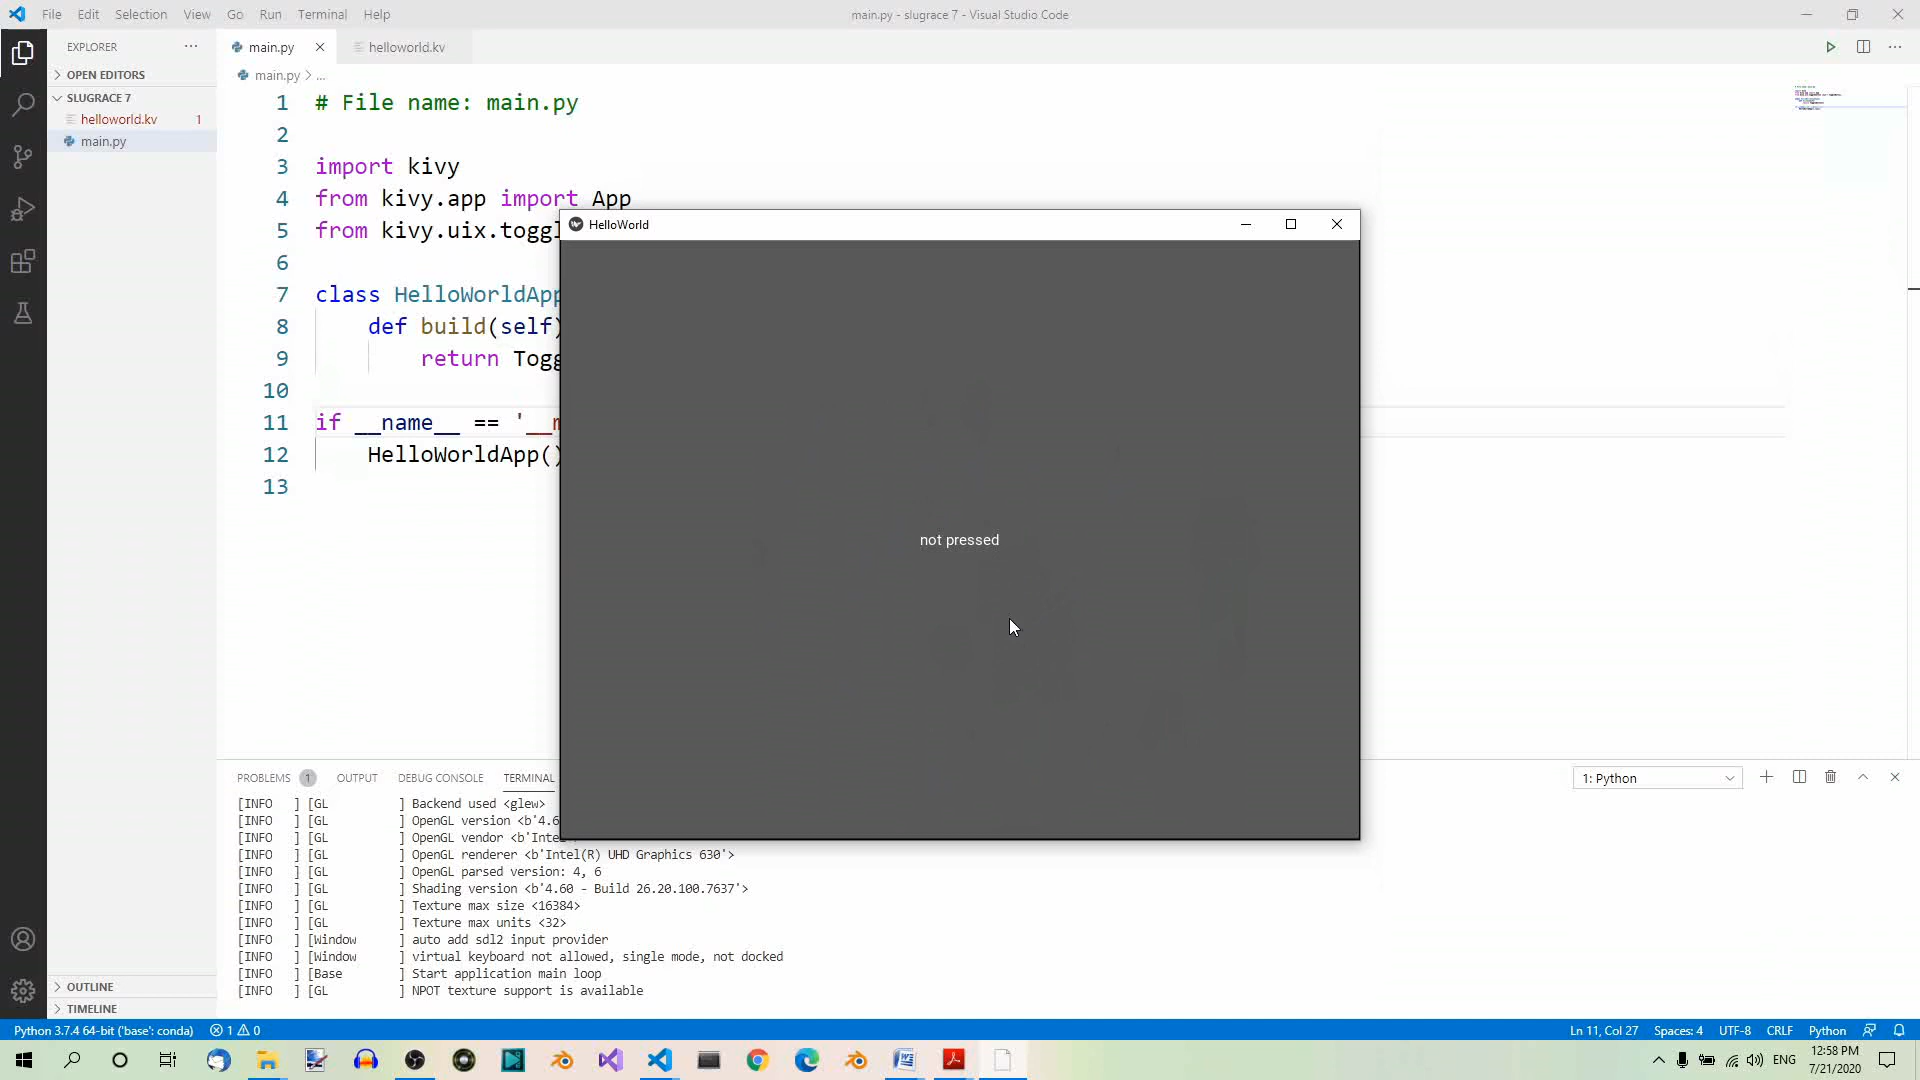 File Edit Selection View Go Run Terminal Help
main.py - slugrace 7 - Visual Studio Code
EXPLORER
OPEN EDITORS
SLUGRACE 7
helloworld.kv 1
main.py
main.py
helloworld.kv
main.py > ...
1 # File name: main.py
2
3 import kivy
4 from kivy.app import App
5 from kivy.uix.toggl
6
7 class HelloWorldApp
8 def build(self)
9 return Togg
10
11 if __name__ == '__m
12 HelloWorldApp()
13
HelloWorld
not pressed
PROBLEMS 1 OUTPUT DEBUG CONSOLE TERMINAL
1: Python
[INFO   ] [GL          ] Backend used <glew>
[INFO   ] [GL          ] OpenGL version <b'4.6
[INFO   ] [GL          ] OpenGL vendor <b'Inte
[INFO   ] [GL          ] OpenGL renderer <b'Intel(R) UHD Graphics 630'>
[INFO   ] [GL          ] OpenGL parsed version: 4, 6
[INFO   ] [GL          ] Shading version <b'4.60 - Build 26.20.100.7637'>
[INFO   ] [GL          ] Texture max size <16384>
[INFO   ] [GL          ] Texture max units <32>
[INFO   ] [Window      ] auto add sdl2 input provider
[INFO   ] [Window      ] virtual keyboard not allowed, single mode, not docked
[INFO   ] [Base        ] Start application main loop
[INFO   ] [GL          ] NPOT texture support is available
OUTLINE
TIMELINE
Python 3.7.4 64-bit ('base': conda) 1 0
Ln 11, Col 27 Spaces: 4 UTF-8 CRLF Python
ENG
12:58 PM
7/21/2020